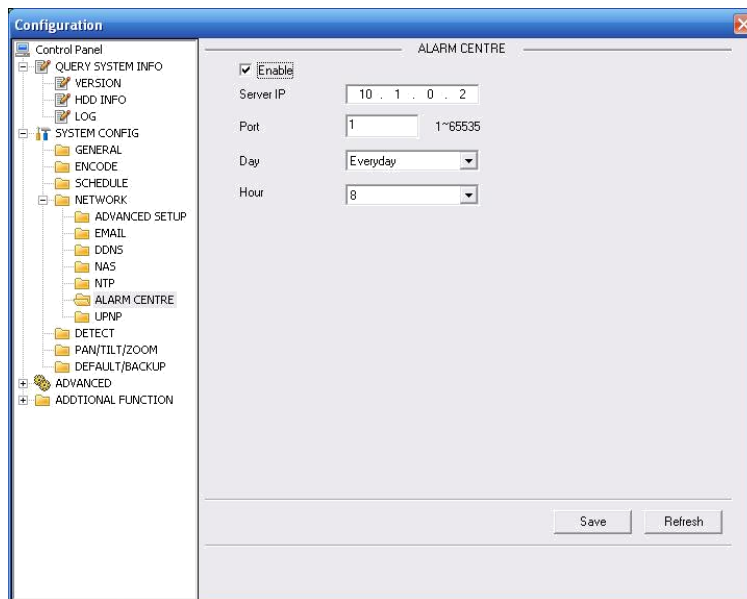 Configuration
Control Panel
QUERY SYSTEM INFO
VERSION
HDD INFO
LOG
SYSTEM CONFIG
GENERAL
ENCODE
SCHEDULE
NETWORK
ADVANCED SETUP
EMAIL
DDNS
NAS
NTP
ALARM CENTRE
UPNP
DETECT
PAN/TILT/ZOOM
DEFAULT/BACKUP
ADVANCED
ADDTIONAL FUNCTION
ALARM CENTRE
Enable
Server IP 10 . 1 . 0 . 2
Port 1 1~65535
Day Everyday
Hour 8
Save Refresh